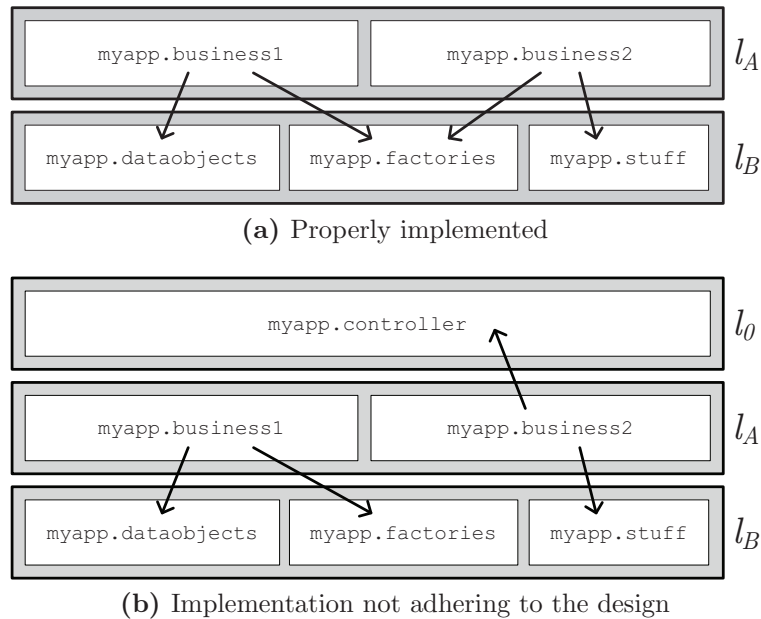 myapp.business1 myapp.business2 l_A
myapp.dataobjects myapp.factories myapp.stuff l_B
(a) Properly implemented
myapp.controller l_0
myapp.business1 myapp.business2 l_A
myapp.dataobjects myapp.factories myapp.stuff l_B
(b) Implementation not adhering to the design